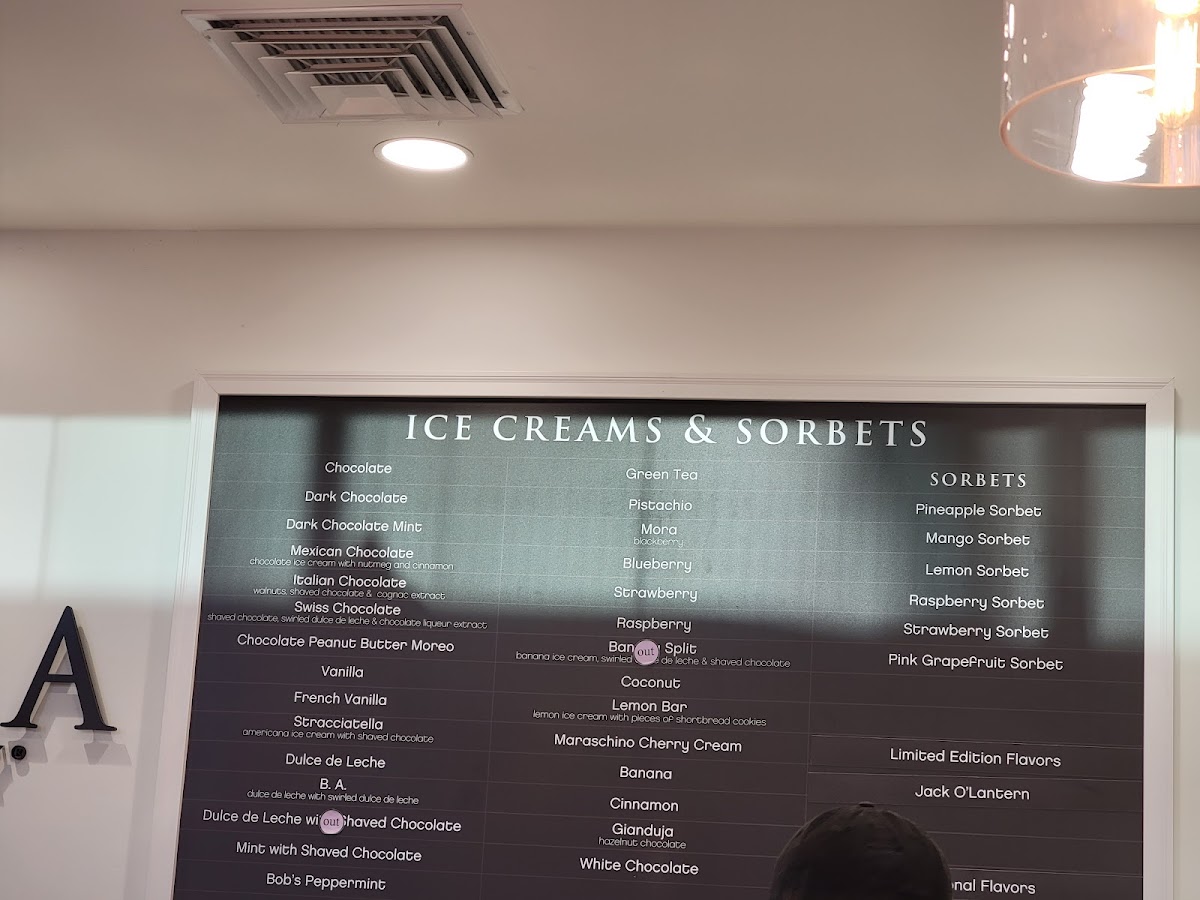 ICE CREAMS & SORBETS
Chocolate
Dark Chocolate
Dark Chocolate Mint
Mexican Chocolate
chocolate ice cream with nutmeg and cinnamon
Italian Chocolate
walnuts, shaved chocolate & cognac extract
Swiss Chocolate
shaved chocolate, swirled dulce de leche & chocolate liqueur extract
Chocolate Peanut Butter Moreo
Vanilla
French Vanilla
Stracciatella
americana ice cream with shaved chocolate
Dulce de Leche
B. A.
dulce de leche with swirled dulce de leche
Dulce de Leche wi out Shaved Chocolate
Mint with Shaved Chocolate
Bob's Peppermint
Green Tea
Pistachio
Mora
blackberry
Blueberry
Strawberry
Raspberry
Ban out Split
banana ice cream, swirled de leche & shaved chocolate
Coconut
Lemon Bar
lemon ice cream with pieces of shortbread cookies
Maraschino Cherry Cream
Banana
Cinnamon
Gianduja
hazelnut chocolate
White Chocolate
SORBETS
Pineapple Sorbet
Mango Sorbet
Lemon Sorbet
Raspberry Sorbet
Strawberry Sorbet
Pink Grapefruit Sorbet
Limited Edition Flavors
Jack O'Lantern
onal Flavors
A